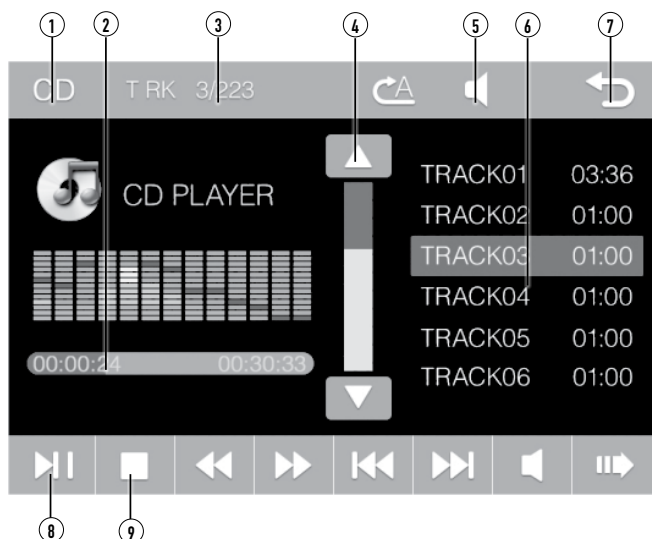 1 2 3 4 5 6 7
CD T RK 3/223 A
CD PLAYER
00:00:24 00:30:33
TRACK01 03:36
TRACK02 01:00
TRACK03 01:00
TRACK04 01:00
TRACK05 01:00
TRACK06 01:00
8 9